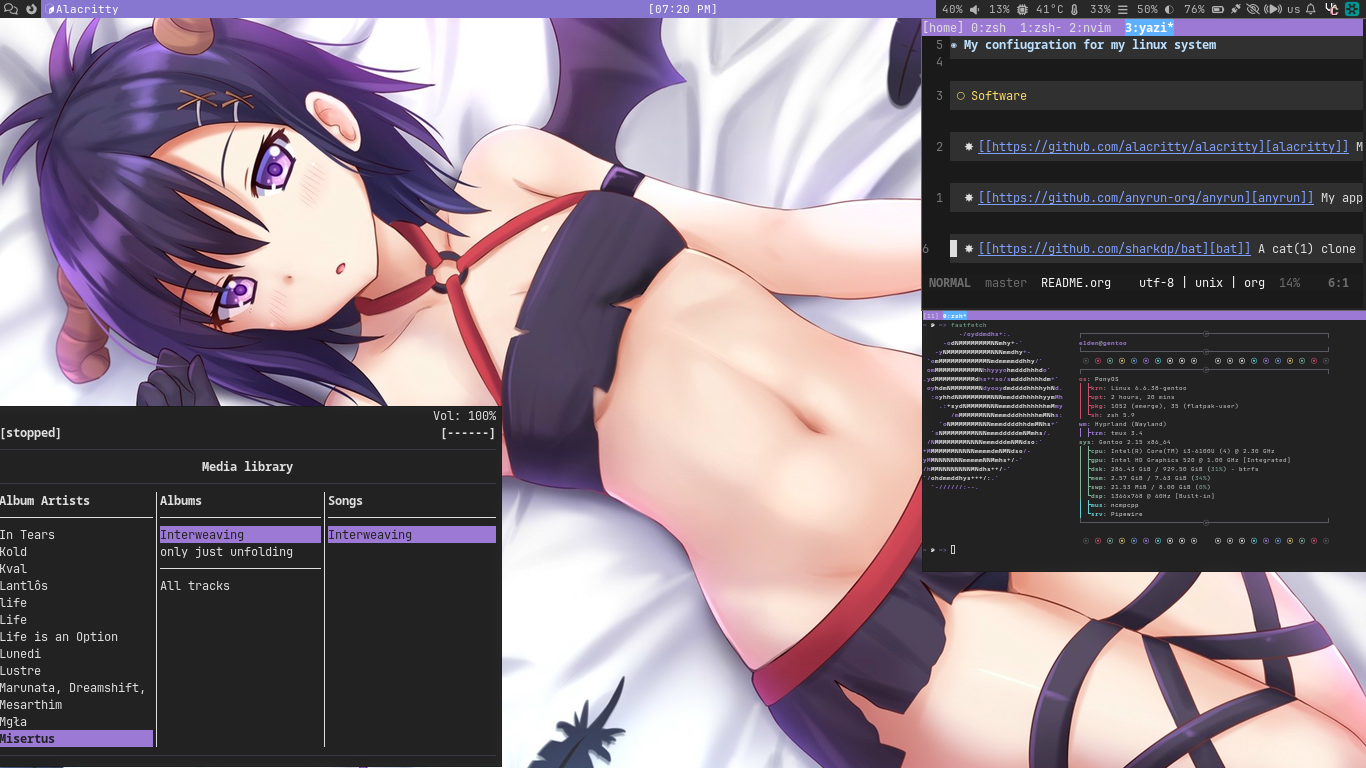 Alacritty
[07:20 PM]
40% 13% 41°C 33% 50% 76% us
[home] 0:zsh 1:zsh- 2:nvim 3:yazi*
5 My confiugration for my linux system
4
3 Software
2 [[https://github.com/alacritty/alacritty][alacritty]] M
1 [[https://github.com/anyrun-org/anyrun][anyrun]] My app
6 [[https://github.com/sharkdp/bat][bat]] A cat(1) clone
NORMAL master README.org utf-8 | unix | org 14% 6:1
[11] 0:zsh*
~ => fastfetch
elden@gentoo
os: PonyOS
krn: Linux 6.6.38-gentoo
upt: 2 hours, 20 mins
pkg: 1052 (emerge), 35 (flatpak-user)
sh: zsh 5.9
wm: Hyprland (Wayland)
trm: tmux 3.4
sys: Gentoo 2.15 x86_64
cpu: Intel(R) Core(TM) i3-6100U (4) @ 2.30 GHz
gpu: Intel HD Graphics 520 @ 1.00 GHz [Integrated]
dsk: 286.43 GiB / 929.50 GiB (31%) - btrfs
mem: 2.57 GiB / 7.63 GiB (34%)
swp: 21.53 MiB / 8.00 GiB (0%)
dsp: 1366x768 @ 60Hz [Built-in]
mus: ncmpcpp
srv: Pipewire
~ =>
Vol: 100%
[stopped] [------]
Media library
Album Artists Albums Songs
In Tears Interweaving Interweaving
Kold only just unfolding
Kval
Lantlôs All tracks
life
Life
Life is an Option
Lunedi
Lustre
Marunata, Dreamshift,
Mesarthim
Mgła
Misertus